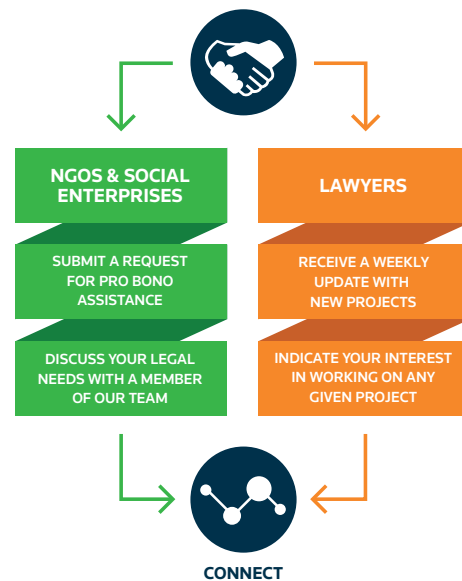 NGOS & SOCIAL
ENTERPRISES
SUBMIT A REQUEST
FOR PRO BONO
ASSISTANCE
DISCUSS YOUR LEGAL
NEEDS WITH A MEMBER
OF OUR TEAM
LAWYERS
RECEIVE A WEEKLY
UPDATE WITH
NEW PROJECTS
INDICATE YOUR INTEREST
IN WORKING ON ANY
GIVEN PROJECT
CONNECT